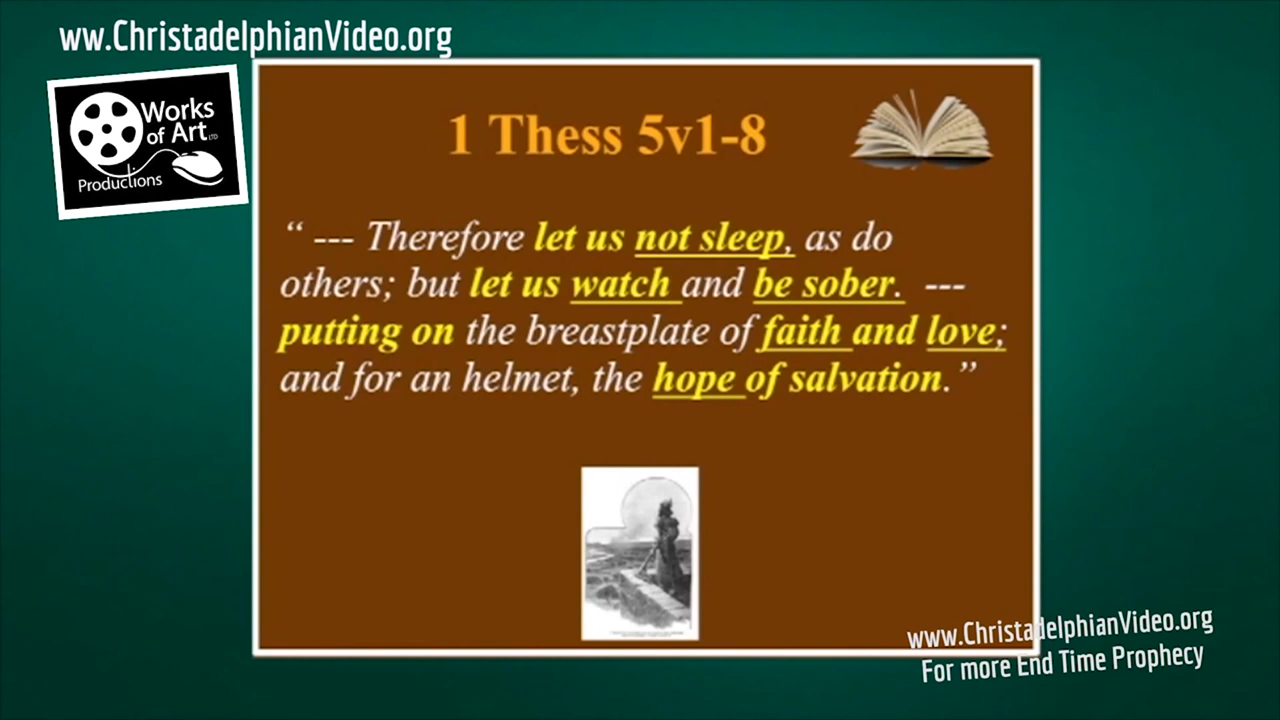 ww.ChristadelphianVideo.org
Works
of Art LTD
Productions
1 Thess 5v1-8
“ --- Therefore let us not sleep, as do
others; but let us watch and be sober. ---
putting on the breastplate of faith and love;
and for an helmet, the hope of salvation.”
www.ChristadelphianVideo.org
For more End Time Prophecy